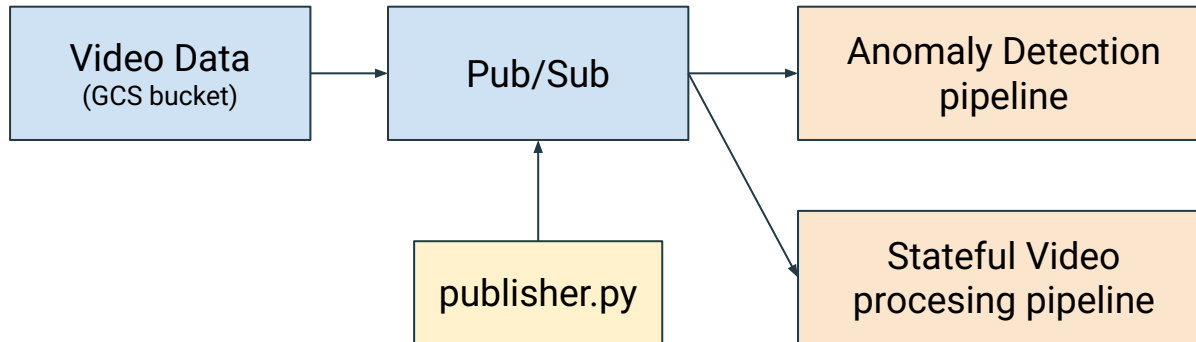 Video Data
(GCS bucket)
Pub/Sub
Anomaly Detection
pipeline
publisher.py
Stateful Video
procesing pipeline